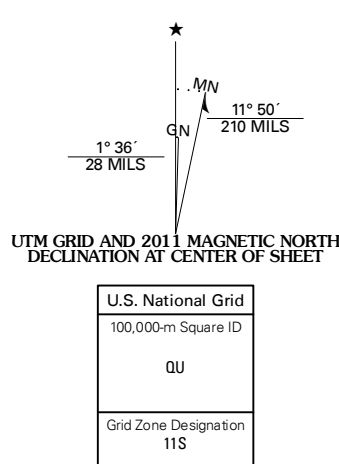 ★
MN
11° 50´
210 MILS
GN
1° 36´
28 MILS
UTM GRID AND 2011 MAGNETIC NORTH
DECLINATION AT CENTER OF SHEET
U.S. National Grid
100,000-m Square ID
QU
Grid Zone Designation
11S